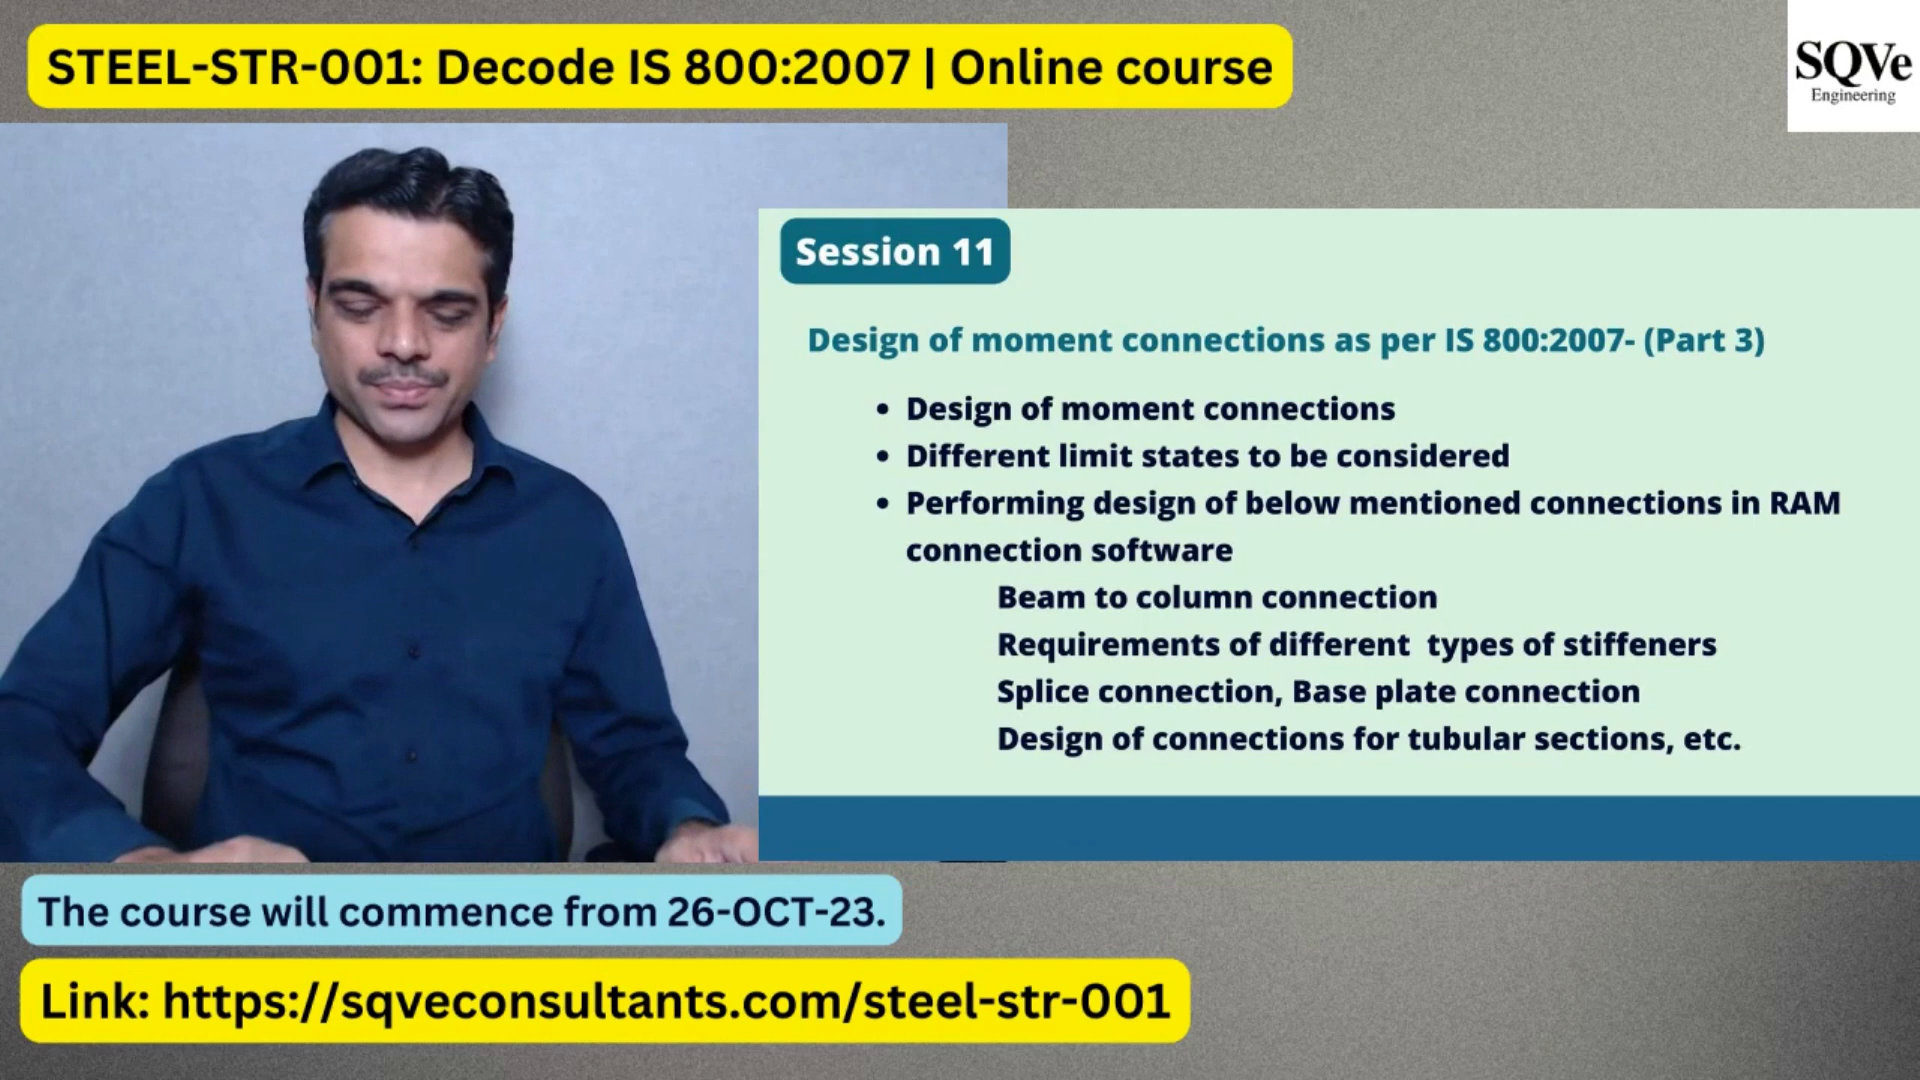 STEEL-STR-001: Decode IS 800:2007 | Online course
SQVe
Engineering
Session 11
Design of moment connections as per IS 800:2007- (Part 3)
• Design of moment connections
• Different limit states to be considered
• Performing design of below mentioned connections in RAM
connection software
Beam to column connection
Requirements of different types of stiffeners
Splice connection, Base plate connection
Design of connections for tubular sections, etc.
The course will commence from 26-OCT-23.
Link: https://sqveconsultants.com/steel-str-001